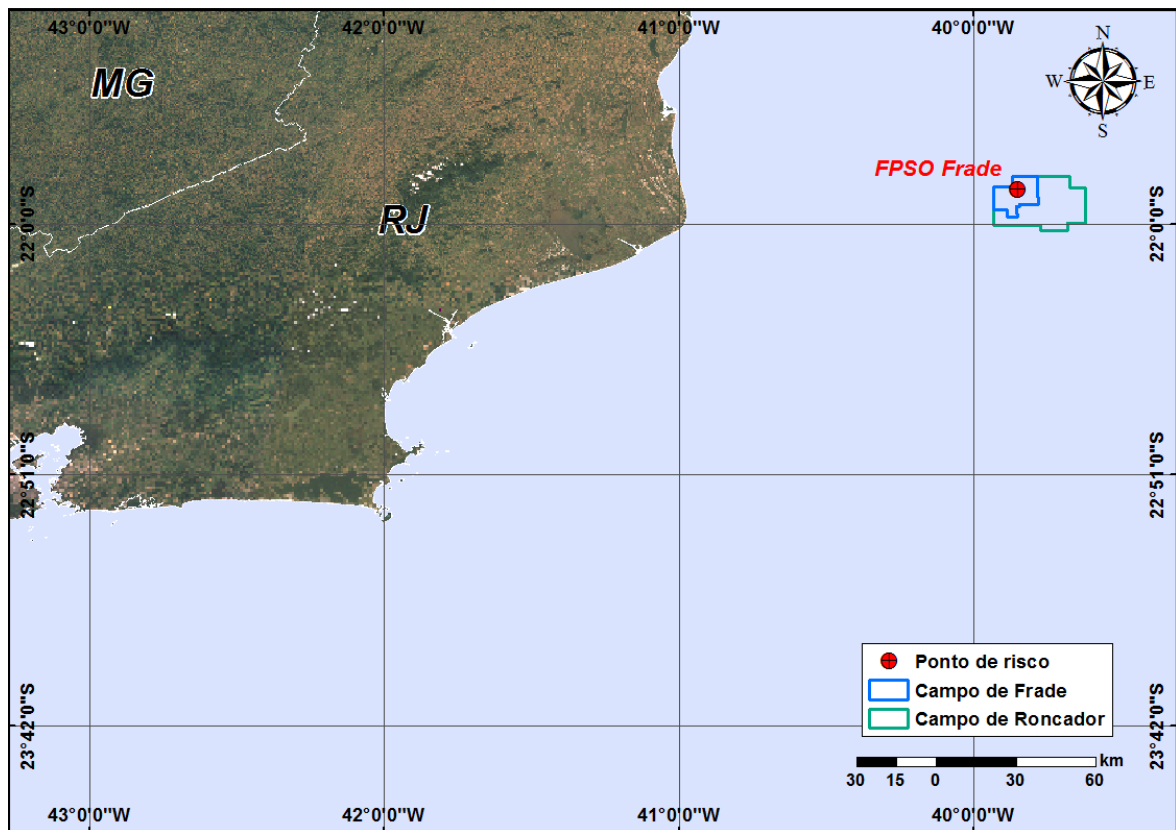 43°0'0"W 42°0'0"W 41°0'0"W 40°0'0"W
N
W E
S
MG
FPSO Frade
RJ
22°0'0"S 22°0'0"S
22°51'0"S 22°51'0"S
Ponto de risco
Campo de Frade
Campo de Roncador
23°42'0"S 23°42'0"S
km
30 15 0 30 60
43°0'0"W 42°0'0"W 41°0'0"W 40°0'0"W